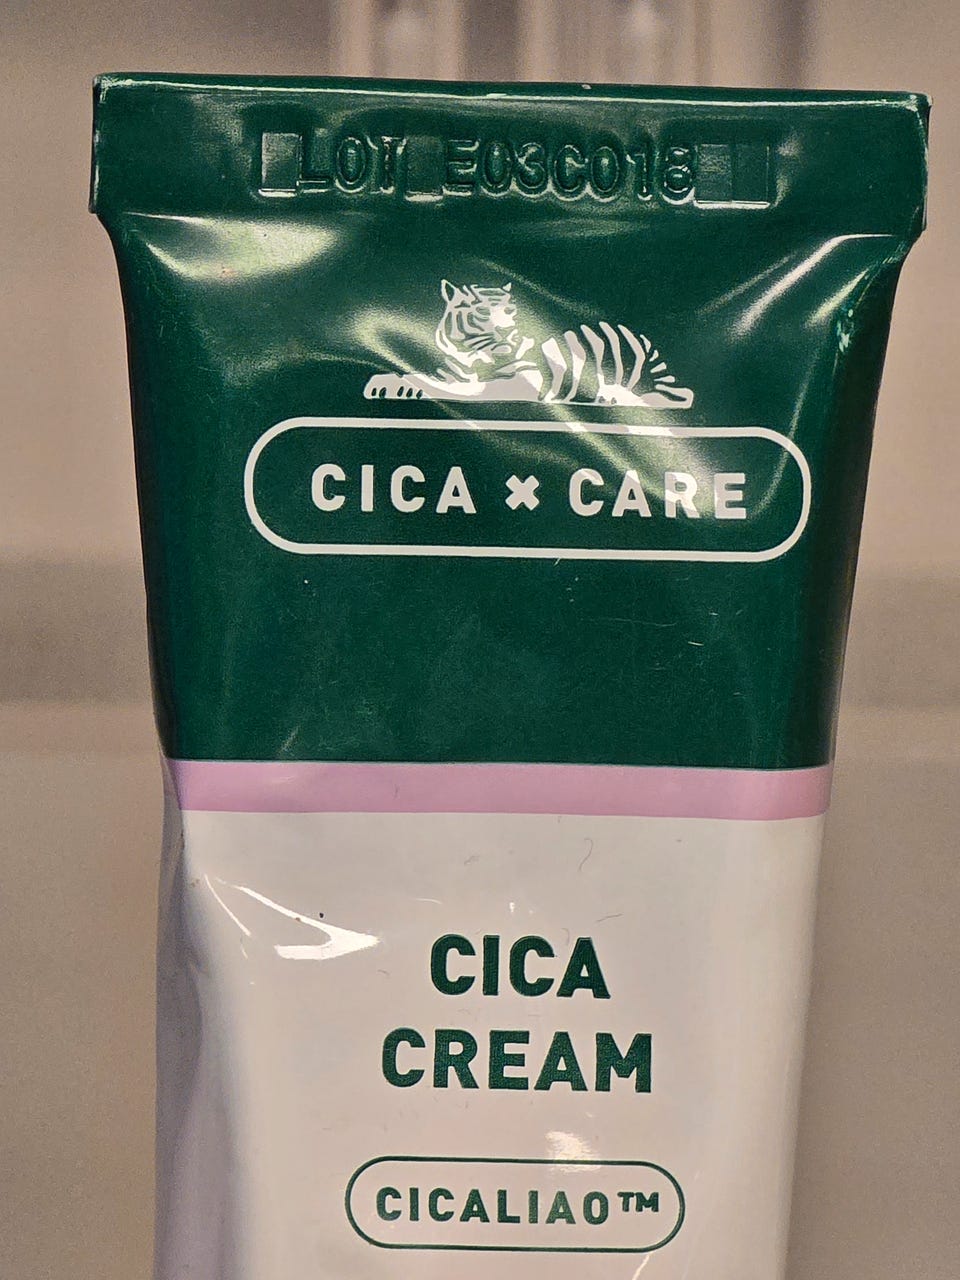 LOT E03C018
CICA × CARE
CICA
CREAM
CICALIAO™